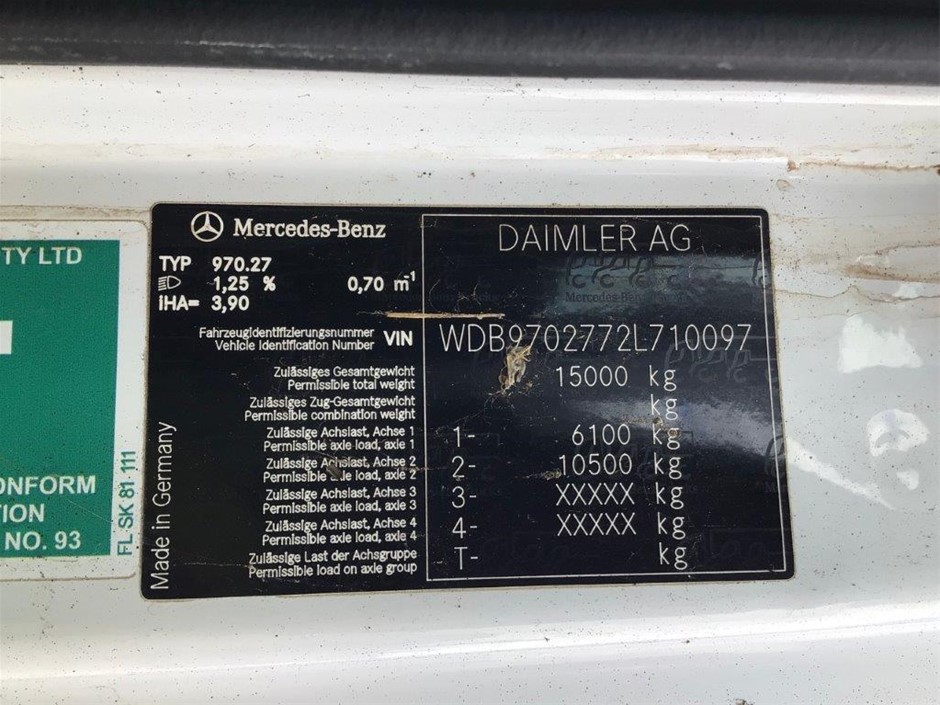 TY LTD
ONFORM
TION
NO. 93
FL-SK 81 111
Made in Germany
Mercedes-Benz
TYP 970.27
1,25 % 0,70 m⁻¹
iHA= 3,90
DAIMLER AG
Mercedes-Benz
Fahrzeugidentifizierungsnummer
Vehicle Identification Number VIN WDB9702772L710097
Zulässiges Gesamtgewicht
Permissible total weight 15000 kg
Zulässiges Zug-Gesamtgewicht
Permissible combination weight kg
Zulässige Achslast, Achse 1
Permissible axle load, axle 1 1- 6100 kg
Zulässige Achslast, Achse 2
Permissible axle load, axle 2 2- 10500 kg
Zulässige Achslast, Achse 3
Permissible axle load, axle 3 3- XXXXX kg
Zulässige Achslast, Achse 4
Permissible axle load, axle 4 4- XXXXX kg
Zulässige Last der Achsgruppe
Permissible load on axle group T- kg